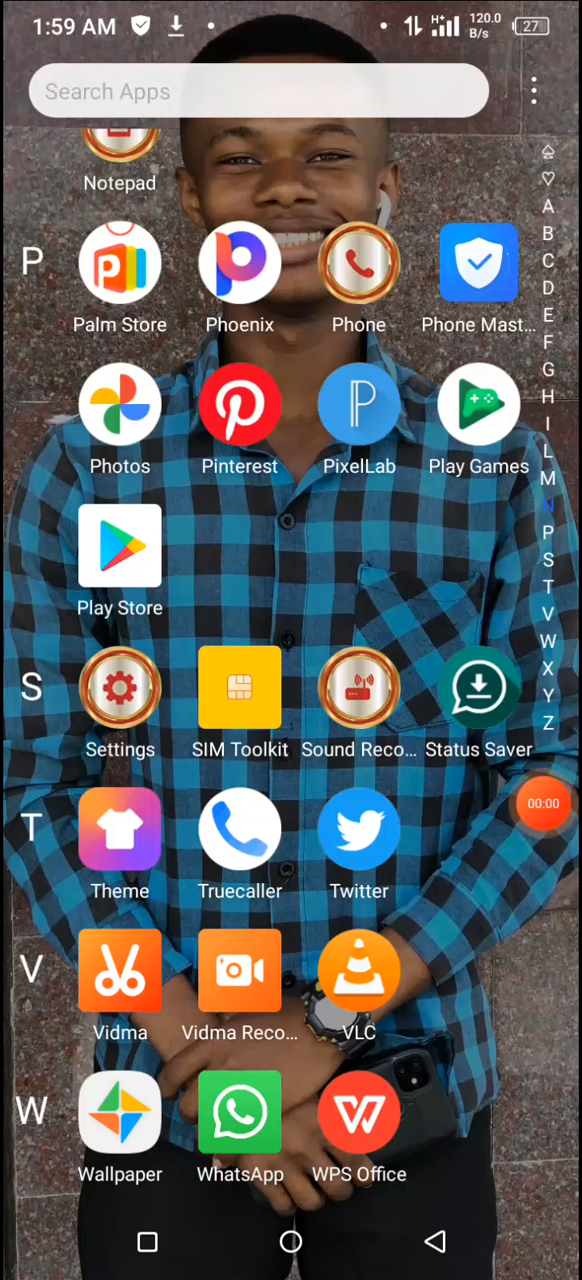 1:59 AM
H+
120.0
B/s
27
Search Apps
Notepad
P
Palm Store
Phoenix
Phone
Phone Mast...
Photos
Pinterest
PixelLab
Play Games
Play Store
S
Settings
SIM Toolkit
Sound Reco...
Status Saver
00:00
T
Theme
Truecaller
Twitter
V
Vidma
Vidma Reco...
VLC
W
Wallpaper
WhatsApp
WPS Office
A
B
C
D
E
F
G
H
I
L
M
N
P
S
T
V
W
X
Y
Z